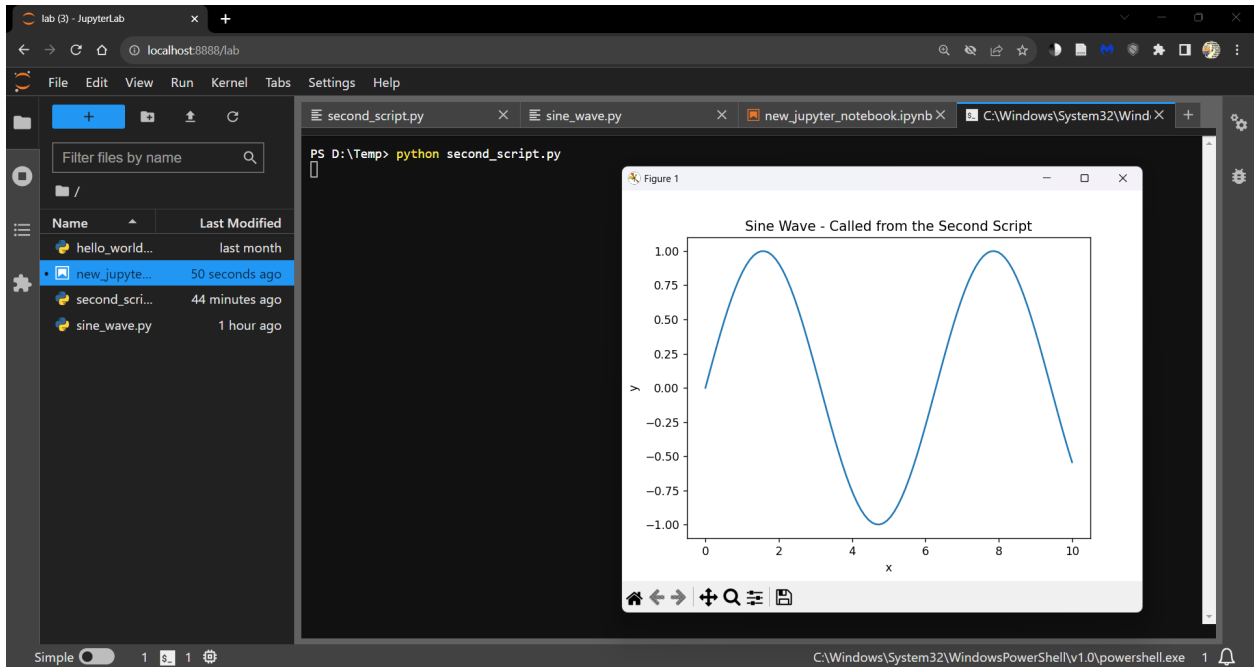 lab (3) - JupyterLab
localhost:8888/lab
File Edit View Run Kernel Tabs Settings Help
Filter files by name
/
Name Last Modified
hello_world... last month
new_jupyte... 50 seconds ago
second_scri... 44 minutes ago
sine_wave.py 1 hour ago
second_script.py
sine_wave.py
new_jupyter_notebook.ipynb
C:\Windows\System32\Wind
PS D:\Temp> python second_script.py
Figure 1
Sine Wave - Called from the Second Script
1.00
0.75
0.50
0.25
0.00
−0.25
−0.50
−0.75
−1.00
y
0 2 4 6 8 10
x
Simple 1 $_ 1
C:\Windows\System32\WindowsPowerShell\v1.0\powershell.exe 1